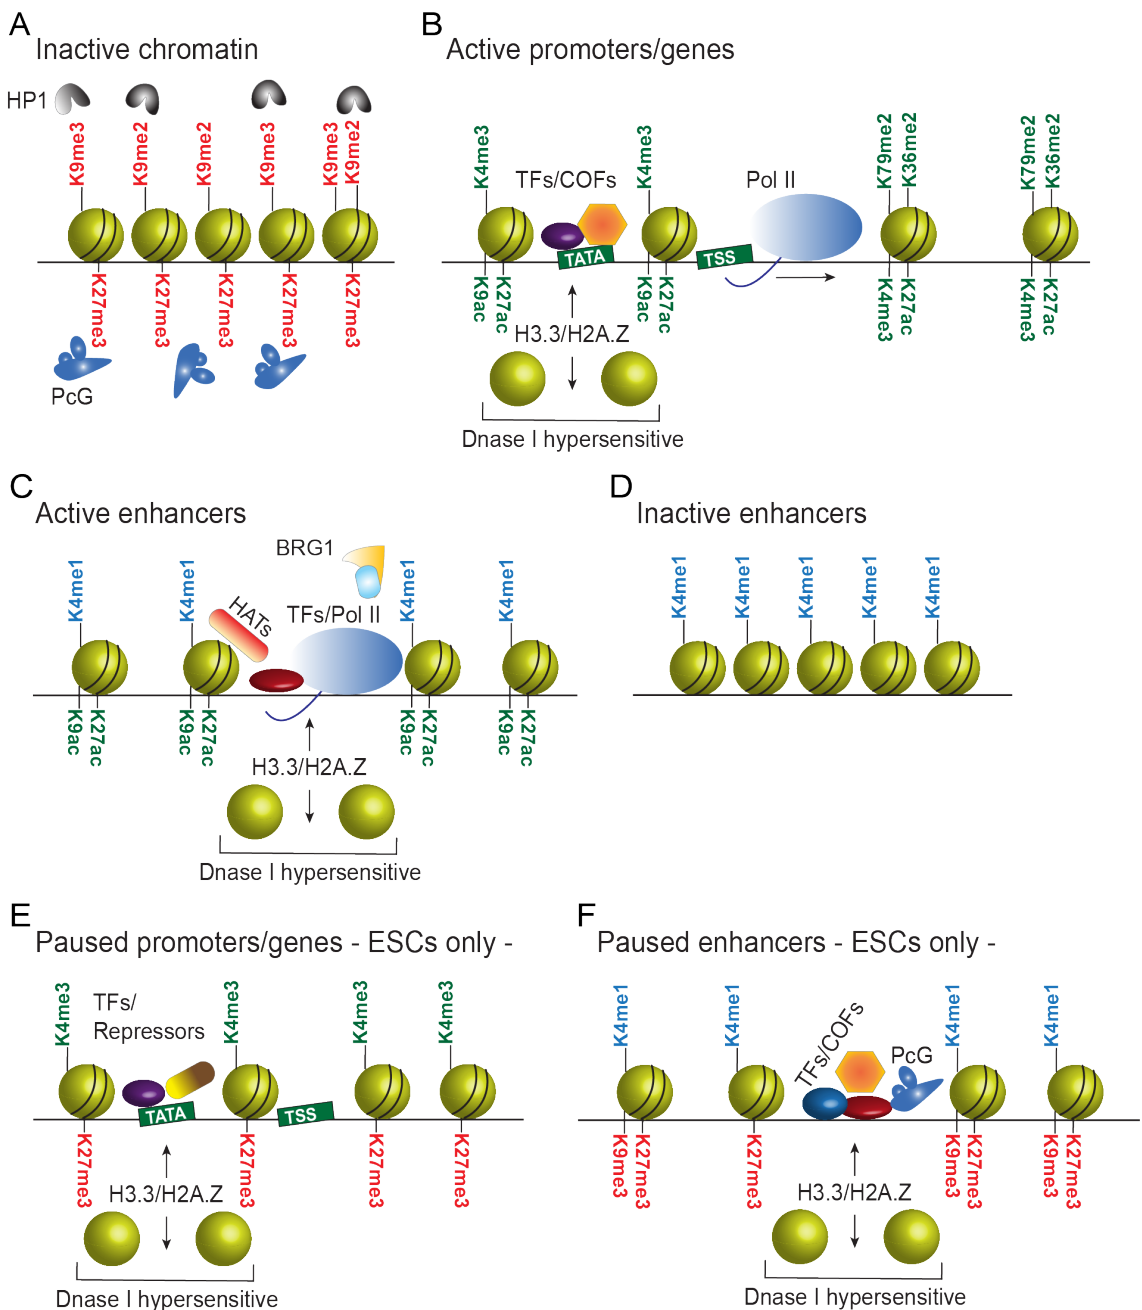 A
Inactive chromatin
HP1
K9me3
K9me2
K9me2
K9me3
K9me3
K9me2
K27me3
K27me3
K27me3
K27me3
K27me3
PcG
B
Active promoters/genes
K4me3
TFs/COFs
K4me3
Pol II
K79me2
K36me2
K79me2
K36me2
TATA
TSS
K9ac
K27ac
K9ac
K27ac
K4me3
K27ac
K4me3
K27ac
H3.3/H2A.Z
Dnase I hypersensitive
C
Active enhancers
K4me1
K4me1
HATs
BRG1
TFs/Pol II
K4me1
K4me1
K9ac
K27ac
K9ac
K27ac
K9ac
K27ac
K9ac
K27ac
H3.3/H2A.Z
Dnase I hypersensitive
D
Inactive enhancers
K4me1
K4me1
K4me1
K4me1
K4me1
E
Paused promoters/genes - ESCs only -
K4me3
TFs/
Repressors
K4me3
K4me3
K4me3
TATA
TSS
K27me3
K27me3
K27me3
K27me3
H3.3/H2A.Z
Dnase I hypersensitive
F
Paused enhancers - ESCs only -
K4me1
K4me1
TFs/COFs
PcG
K4me1
K4me1
K9me3
K27me3
K27me3
K9me3
K27me3
K9me3
K27me3
H3.3/H2A.Z
Dnase I hypersensitive